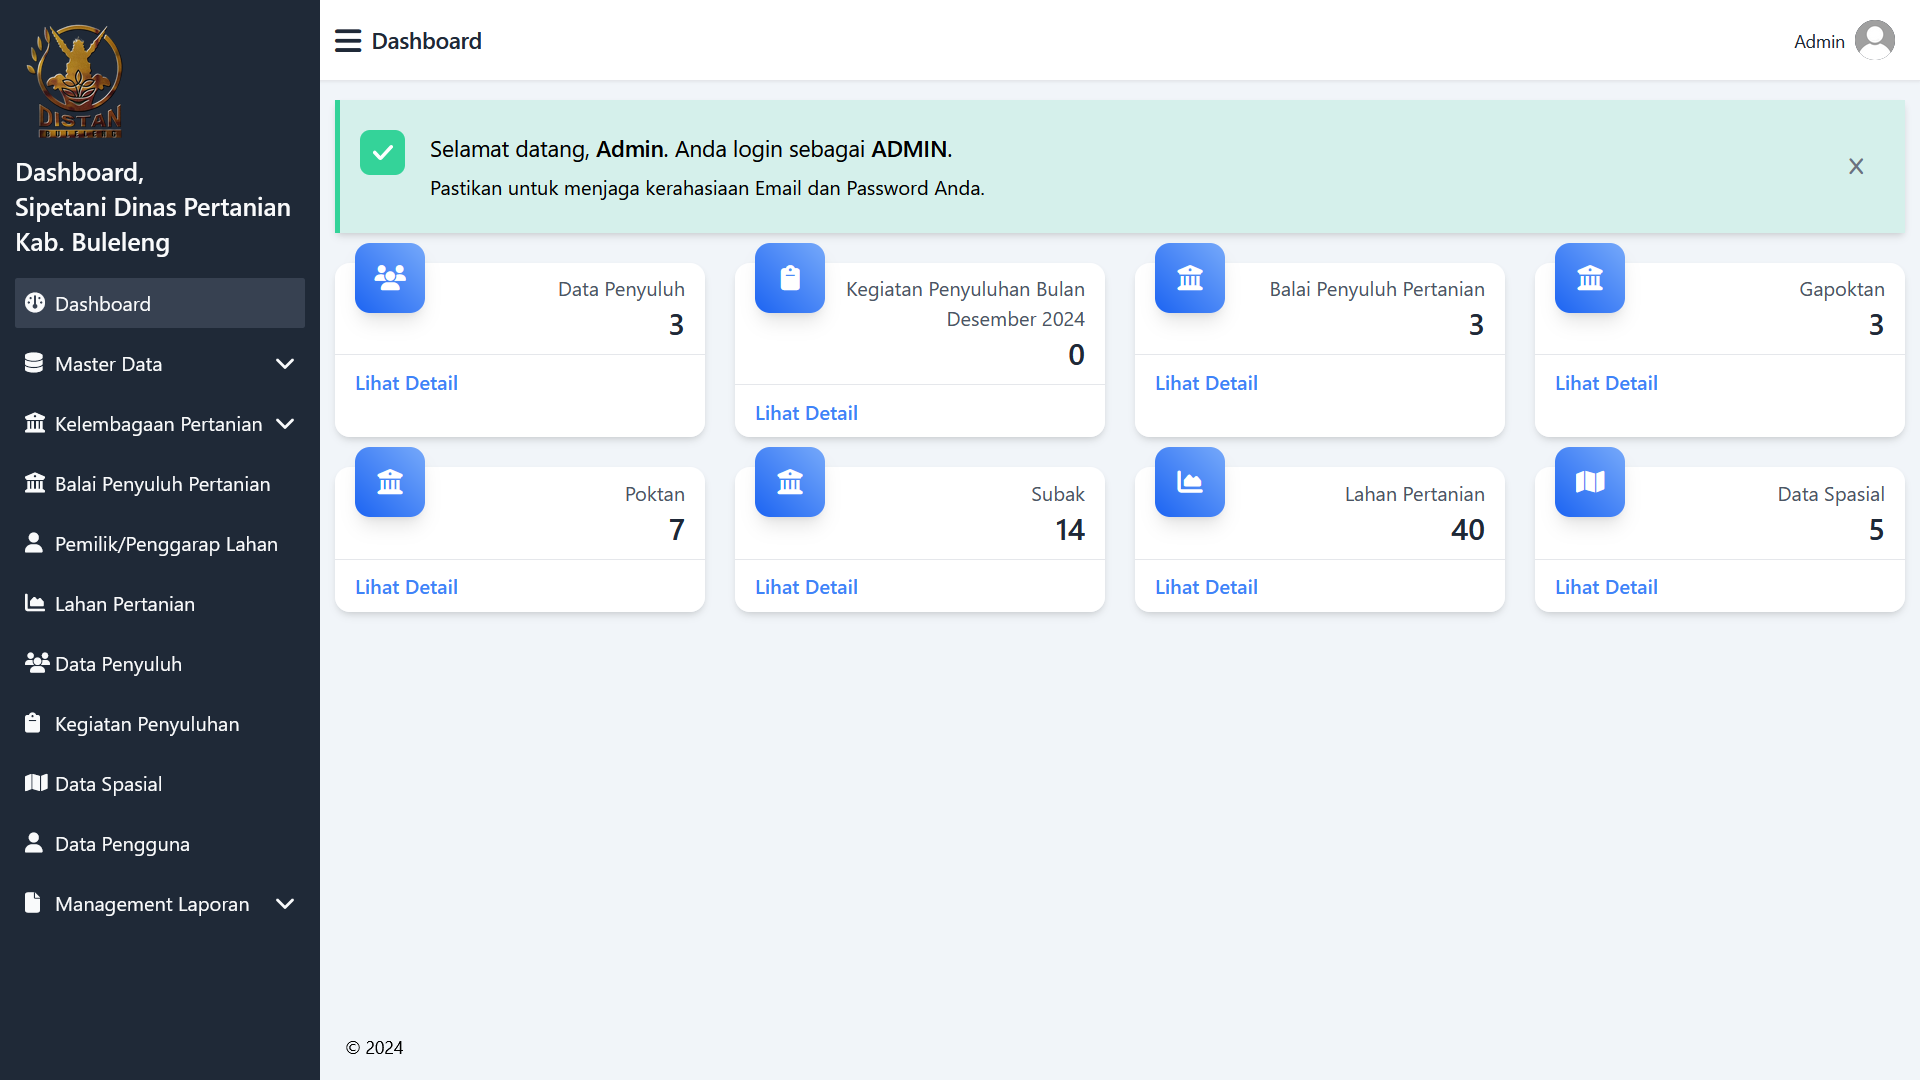 DISTAN
BULELENG
Dashboard,
Sipetani Dinas Pertanian
Kab. Buleleng
Dashboard
Master Data
Kelembagaan Pertanian
Balai Penyuluh Pertanian
Pemilik/Penggarap Lahan
Lahan Pertanian
Data Penyuluh
Kegiatan Penyuluhan
Data Spasial
Data Pengguna
Management Laporan
Dashboard
Admin
Selamat datang, Admin. Anda login sebagai ADMIN.
Pastikan untuk menjaga kerahasiaan Email dan Password Anda.
X
Data Penyuluh
3
Lihat Detail
Kegiatan Penyuluhan Bulan
Desember 2024
0
Lihat Detail
Balai Penyuluh Pertanian
3
Lihat Detail
Gapoktan
3
Lihat Detail
Poktan
7
Lihat Detail
Subak
14
Lihat Detail
Lahan Pertanian
40
Lihat Detail
Data Spasial
5
Lihat Detail
© 2024